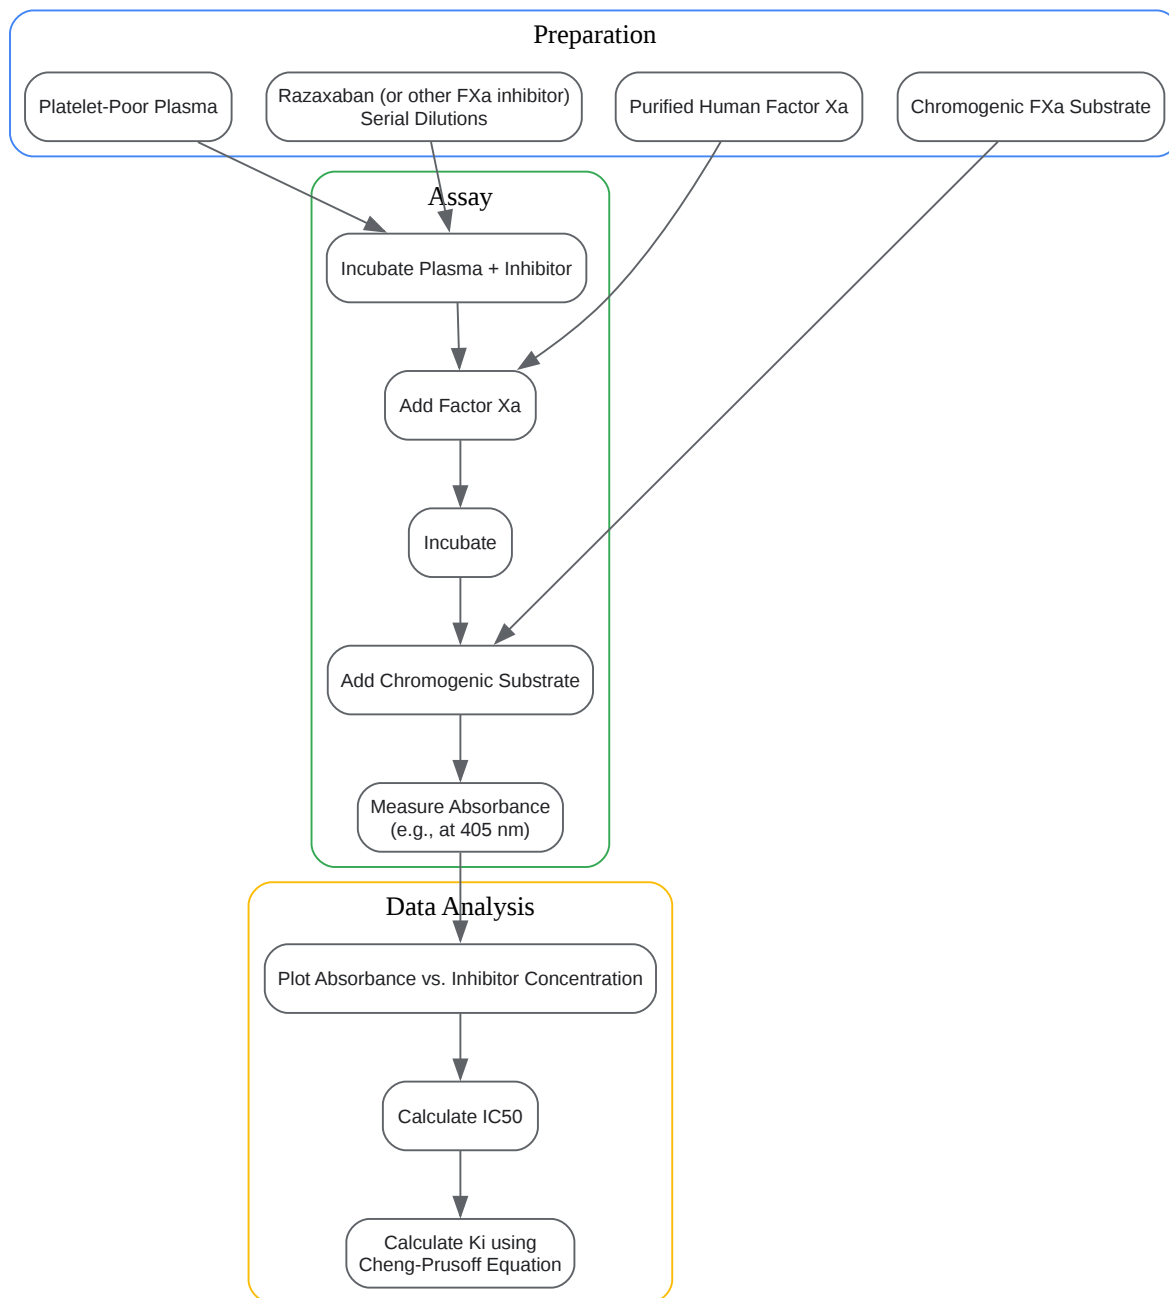 Preparation
Platelet-Poor Plasma
Razaxaban (or other FXa inhibitor)
Serial Dilutions
Purified Human Factor Xa
Chromogenic FXa Substrate
Assay
Incubate Plasma + Inhibitor
Add Factor Xa
Incubate
Add Chromogenic Substrate
Measure Absorbance
(e.g., at 405 nm)
Data Analysis
Plot Absorbance vs. Inhibitor Concentration
Calculate IC50
Calculate Ki using
Cheng-Prusoff Equation